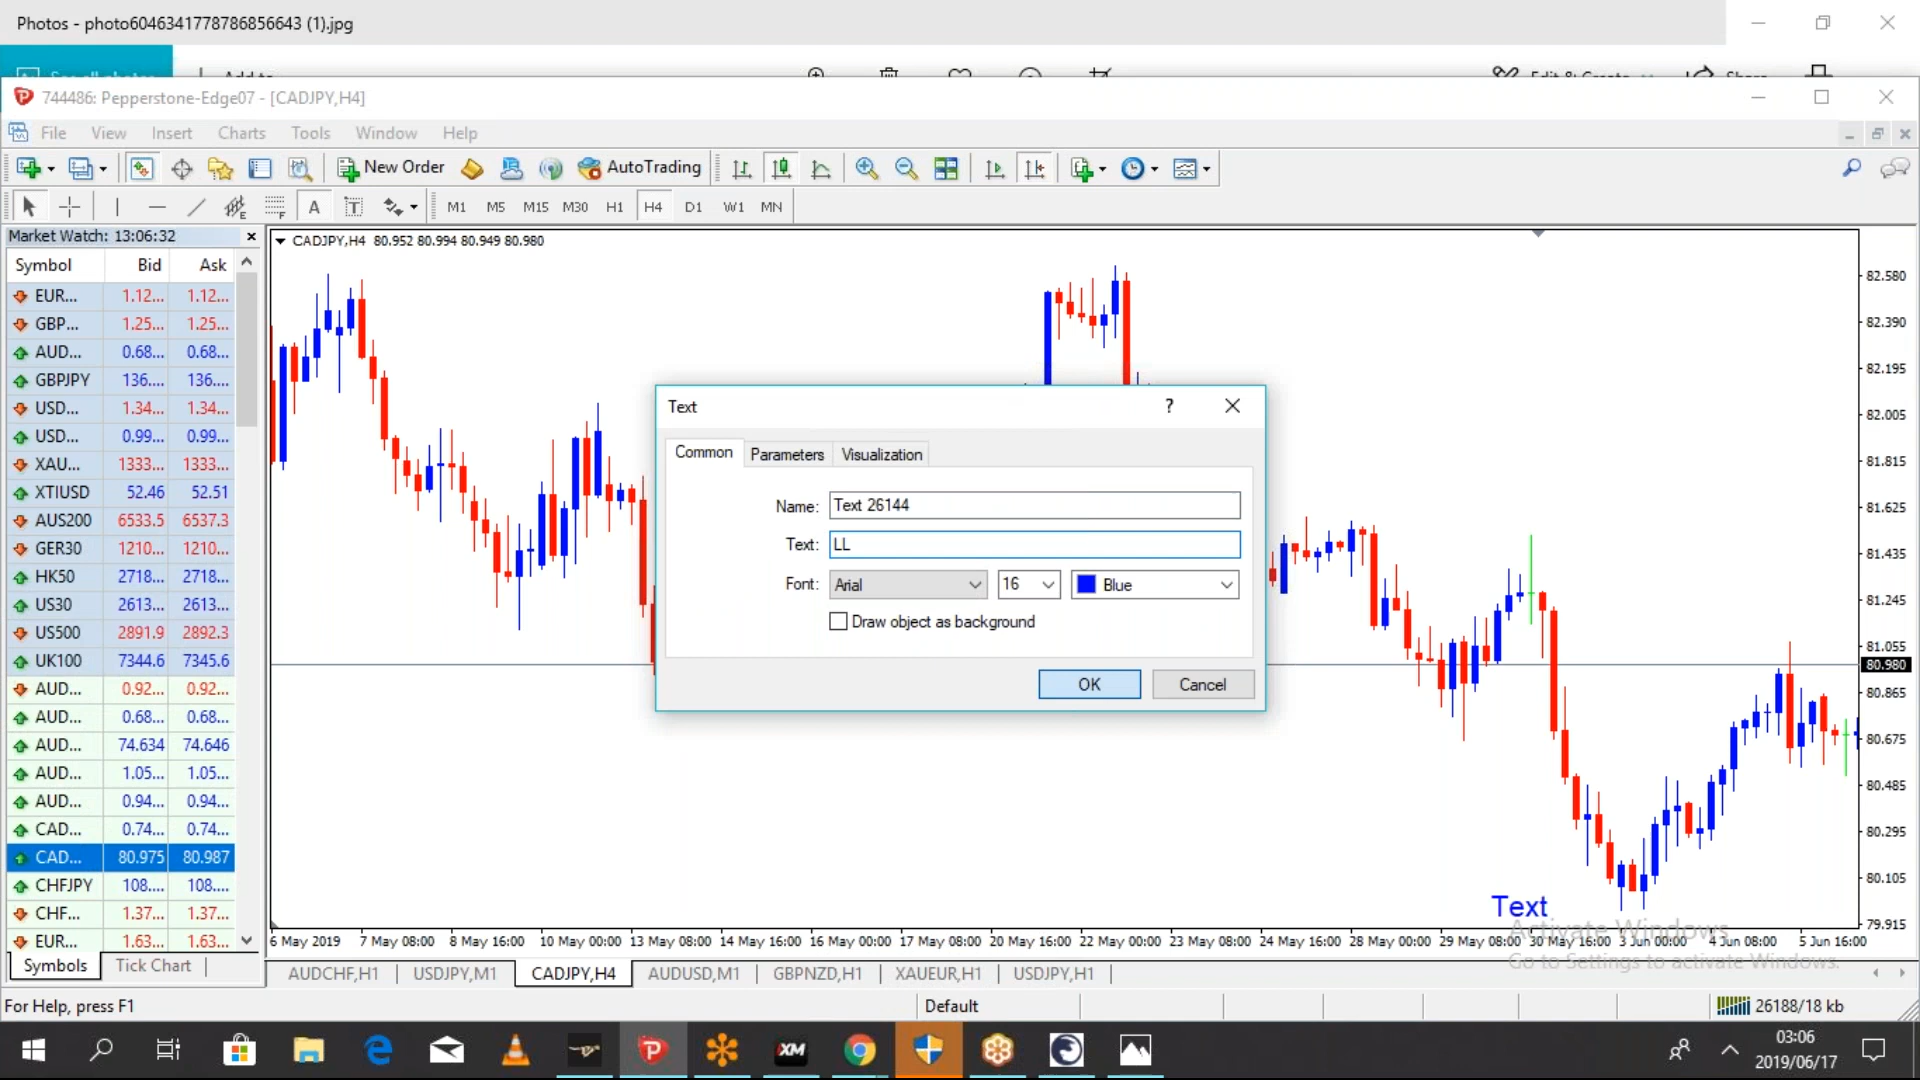 Photos - photo6046341778786856643 (1).jpg
744486: Pepperstone-Edge07 - [CADJPY,H4]
File View Insert Charts Tools Window Help
New Order AutoTrading
A T M1 M5 M15 M30 H1 H4 D1 W1 MN
Market Watch: 13:06:32
Symbol Bid Ask
EUR... 1.12... 1.12...
GBP... 1.25... 1.25...
AUD... 0.68... 0.68...
GBPJPY 136.... 136....
USD... 1.34... 1.34...
USD... 0.99... 0.99...
XAU... 1333... 1333...
XTIUSD 52.46 52.51
AUS200 6533.5 6537.3
GER30 1210... 1210...
HK50 2718... 2718...
US30 2613... 2613...
US500 2891.9 2892.3
UK100 7344.6 7345.6
AUD... 0.92... 0.92...
AUD... 0.68... 0.68...
AUD... 74.634 74.646
AUD... 1.05... 1.05...
AUD... 0.94... 0.94...
CAD... 0.74... 0.74...
CAD... 80.975 80.987
CHFJPY 108.... 108....
CHF... 1.37... 1.37...
EUR... 1.63... 1.63...
Symbols Tick Chart
CADJPY,H4 80.952 80.994 80.949 80.980
82.580
82.390
82.195
82.005
81.815
81.625
81.435
81.245
81.055
80.980
80.865
80.675
80.485
80.295
80.105
79.915
Text
Common Parameters Visualization
Name: Text 26144
Text: LL
Font: Arial 16 Blue
Draw object as background
OK Cancel
Text
6 May 2019 7 May 08:00 8 May 16:00 10 May 00:00 13 May 08:00 14 May 16:00 16 May 00:00 17 May 08:00 20 May 16:00 22 May 00:00 23 May 08:00 24 May 16:00 28 May 00:00 29 May 08:00 30 May 16:00 3 Jun 00:00 4 Jun 08:00 5 Jun 16:00
Activate Windows
Go to Settings to activate Windows.
AUDCHF,H1 USDJPY,M1 CADJPY,H4 AUDUSD,M1 GBPNZD,H1 XAUEUR,H1 USDJPY,H1
For Help, press F1 Default 26188/18 kb
XM
03:06
2019/06/17